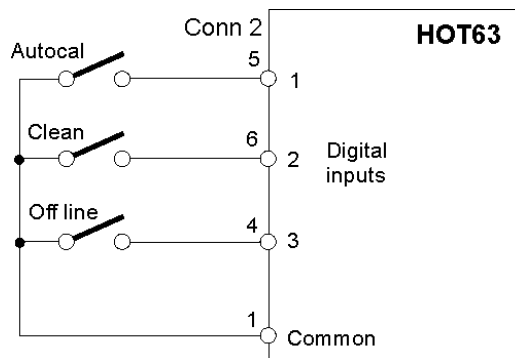 Conn 2
HOT63
Autocal
5
1
Clean
6
2
Digital
inputs
Off line
4
3
1
Common